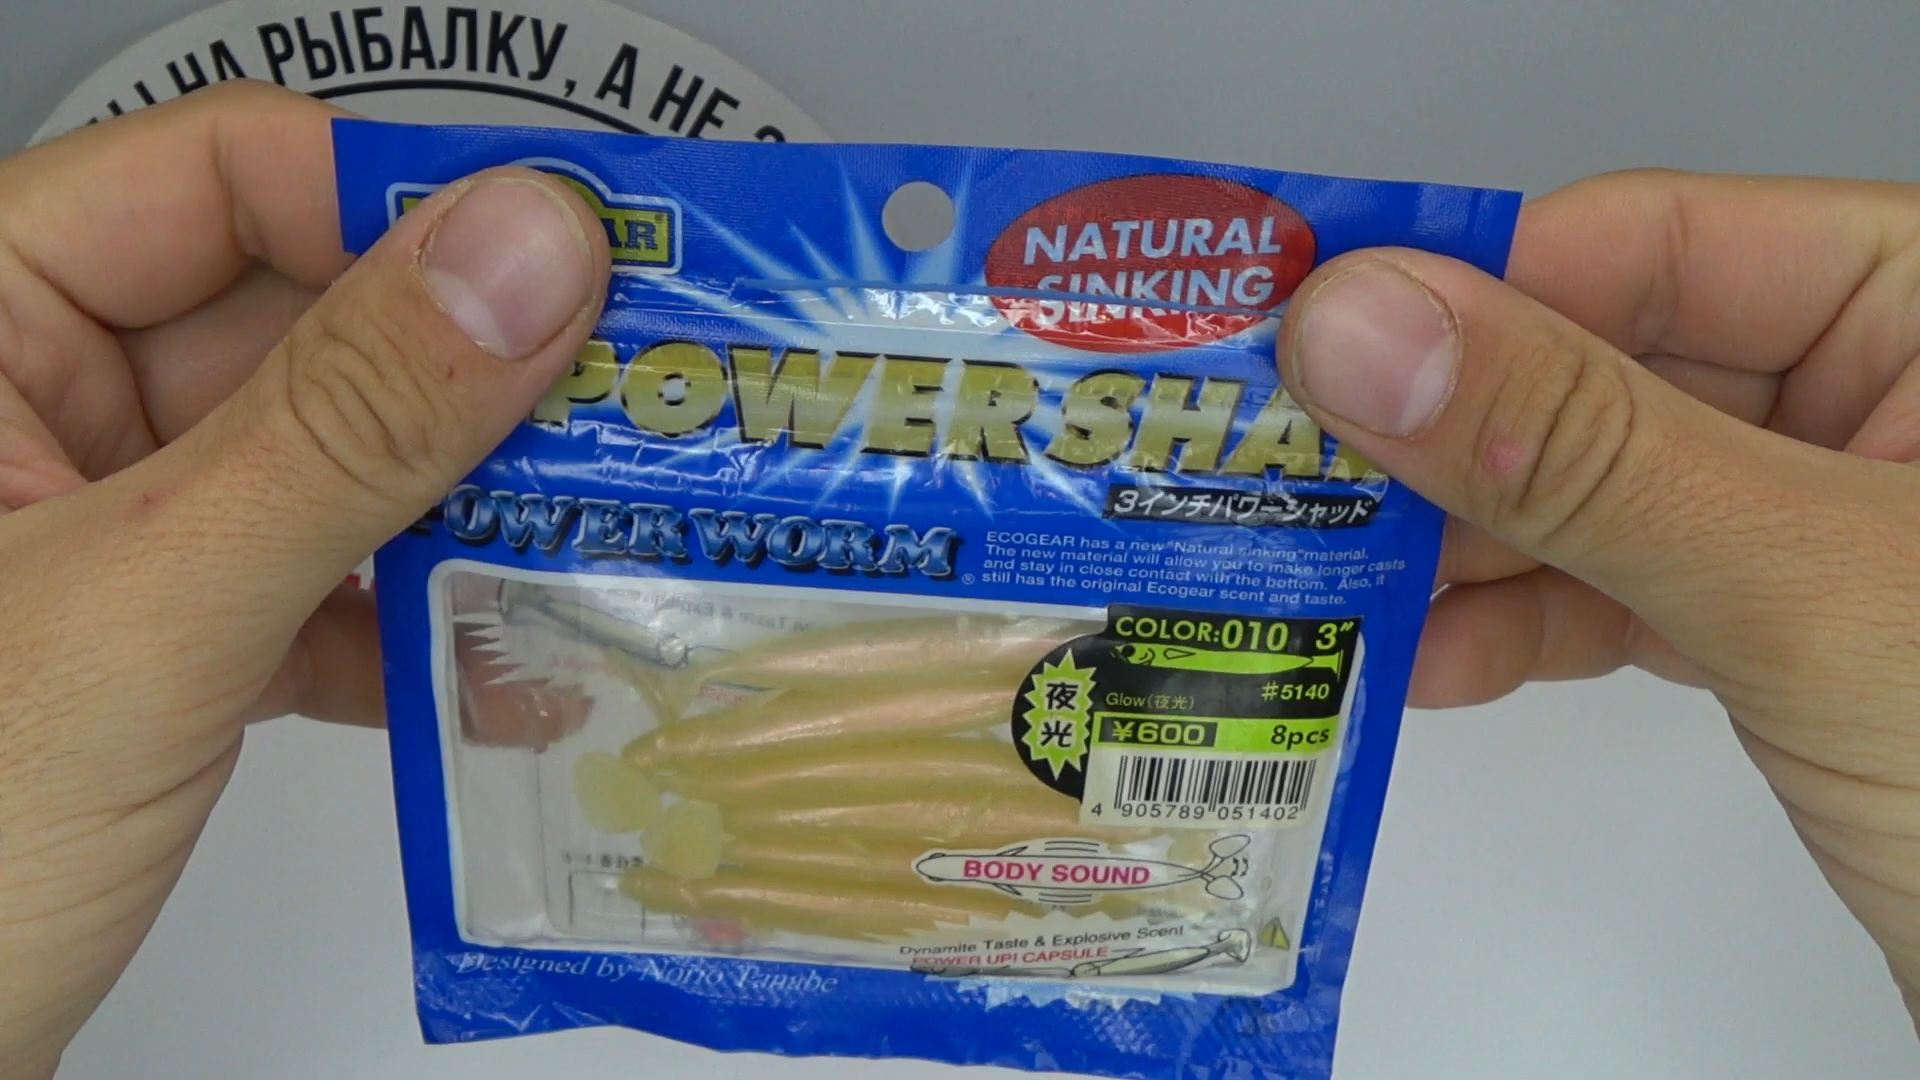 НА РЫБАЛКУ, А НЕ
NATURAL
SINKING
POWER SHA
3インチパワーシャッド
POWER WORM
®
ECOGEAR has a new "Natural sinking" material.
The new material will allow you to make longer casts
and stay in close contact with the bottom. Also, it
still has the original Ecogear scent and taste.
COLOR:010 3"
#5140
夜光
Glow(夜光)
¥600 8pcs
4 905789 051402
BODY SOUND
Dynamite Taste & Explosive Scent
POWER UP! CAPSULE
Designed by Norio Tanabe